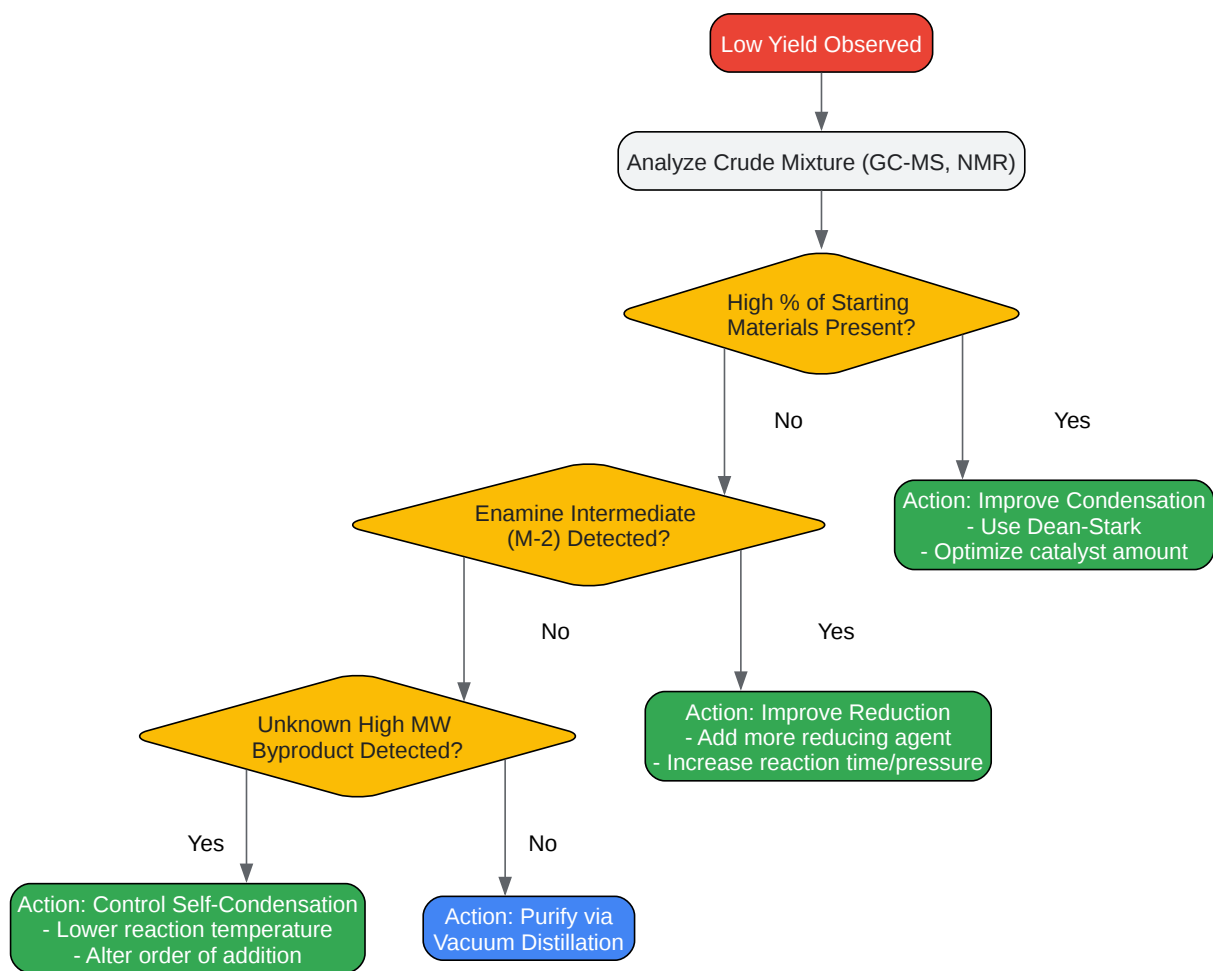 Low Yield Observed
Analyze Crude Mixture (GC-MS, NMR)
High % of Starting
Materials Present?
No
Yes
Enamine Intermediate
(M-2) Detected?
Action: Improve Condensation
- Use Dean-Stark
- Optimize catalyst amount
No
Yes
Unknown High MW
Byproduct Detected?
Action: Improve Reduction
- Add more reducing agent
- Increase reaction time/pressure
Yes
No
Action: Control Self-Condensation
- Lower reaction temperature
- Alter order of addition
Action: Purify via
Vacuum Distillation